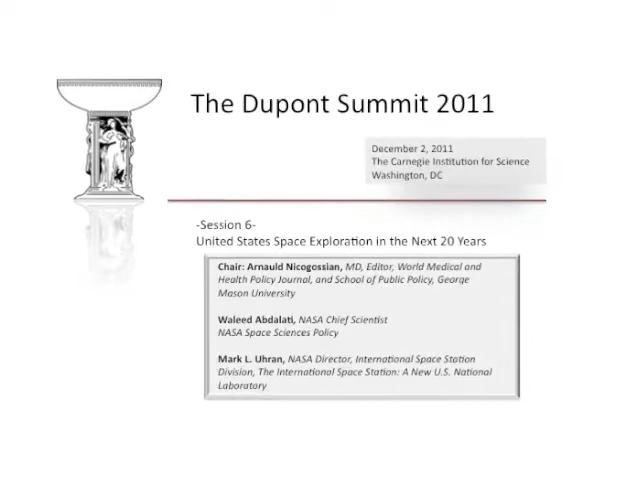 The Dupont Summit 2011
December 2, 2011
The Carnegie Institution for Science
Washington, DC
-Session 6-
United States Space Exploration in the Next 20 Years
Chair: Arnauld Nicogossian, MD, Editor, World Medical and
Health Policy Journal, and School of Public Policy, George
Mason University
Waleed Abdalati, NASA Chief Scientist
NASA Space Sciences Policy
Mark L. Uhran, NASA Director, International Space Station
Division, The International Space Station: A New U.S. National
Laboratory